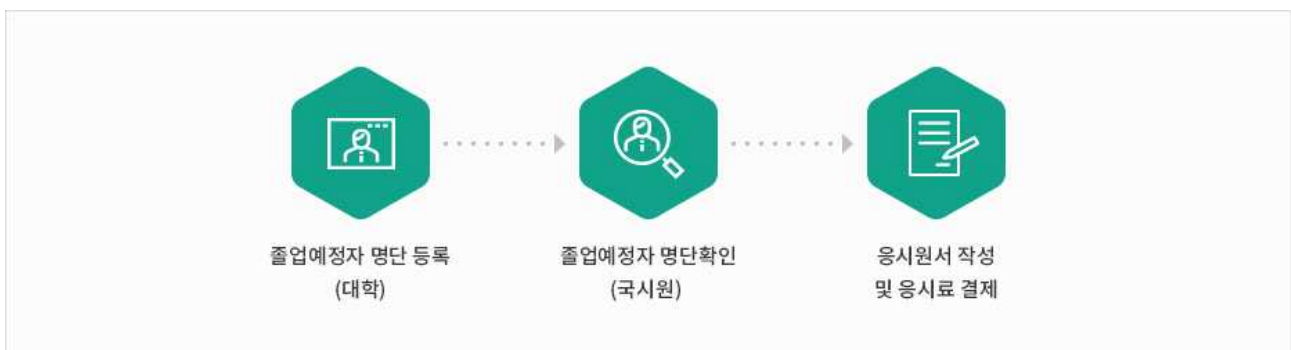 졸업예정자 명단 등록
(대학)
졸업예정자 명단확인
(국시원)
응시원서 작성
및 응시료 결제